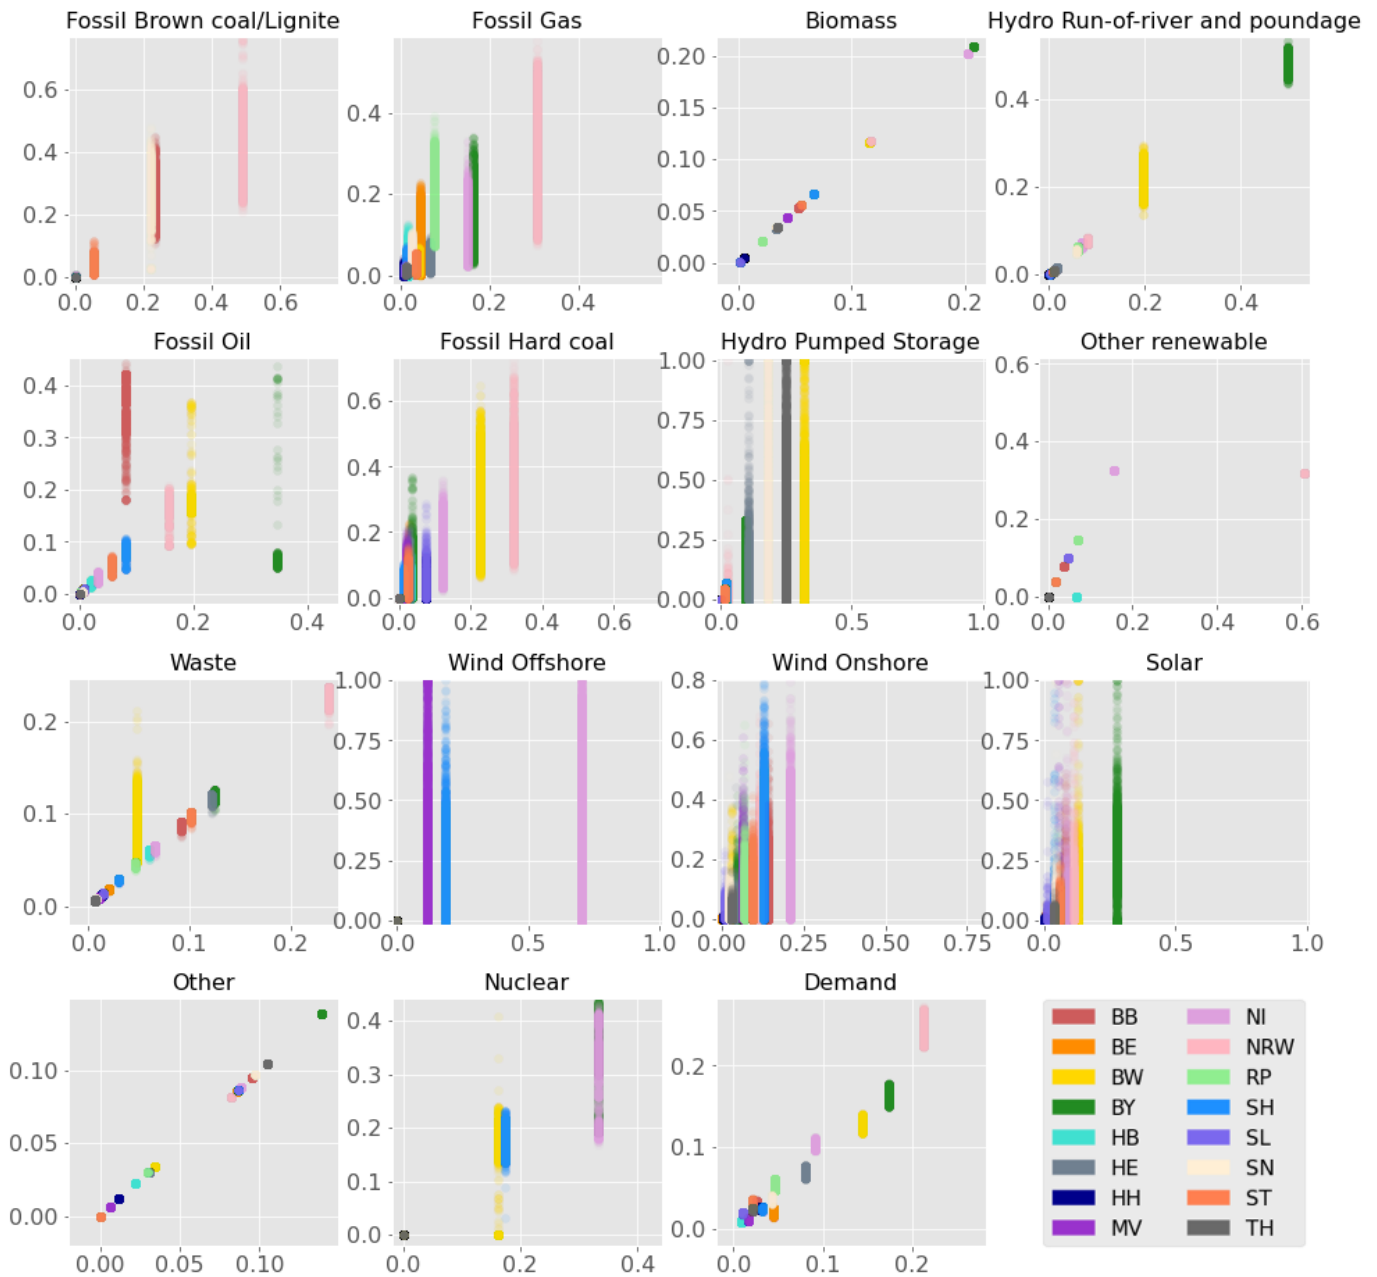 Fossil Brown coal/Lignite Fossil Gas Biomass Hydro Run-of-river and poundage
0.6 0.4 0.2 0.0
0.0 0.2 0.4 0.6
0.4 0.2 0.0
0.0 0.2 0.4
0.20 0.15 0.10 0.05 0.00
0.0 0.1 0.2
0.4 0.2 0.0
0.0 0.2 0.4
Fossil Oil Fossil Hard coal Hydro Pumped Storage Other renewable
0.4 0.3 0.2 0.1 0.0
0.0 0.2 0.4
0.6 0.4 0.2 0.0
0.0 0.2 0.4 0.6
1.00 0.75 0.50 0.25 0.00
0.0 0.5 1.0
0.6 0.4 0.2 0.0
0.0 0.2 0.4 0.6
Waste Wind Offshore Wind Onshore Solar
0.2 0.1 0.0
0.0 0.1 0.2
1.00 0.75 0.50 0.25 0.00
0.0 0.5 1.0
0.8 0.6 0.4 0.2 0.0
0.00 0.25 0.50 0.75
1.00 0.75 0.50 0.25 0.00
0.0 0.5 1.0
Other Nuclear Demand
0.10 0.05 0.00
0.00 0.05 0.10
0.4 0.3 0.2 0.1 0.0
0.0 0.2 0.4
0.2 0.1 0.0
0.0 0.1 0.2
BB NI
BE NRW
BW RP
BY SH
HB SL
HE SN
HH ST
MV TH